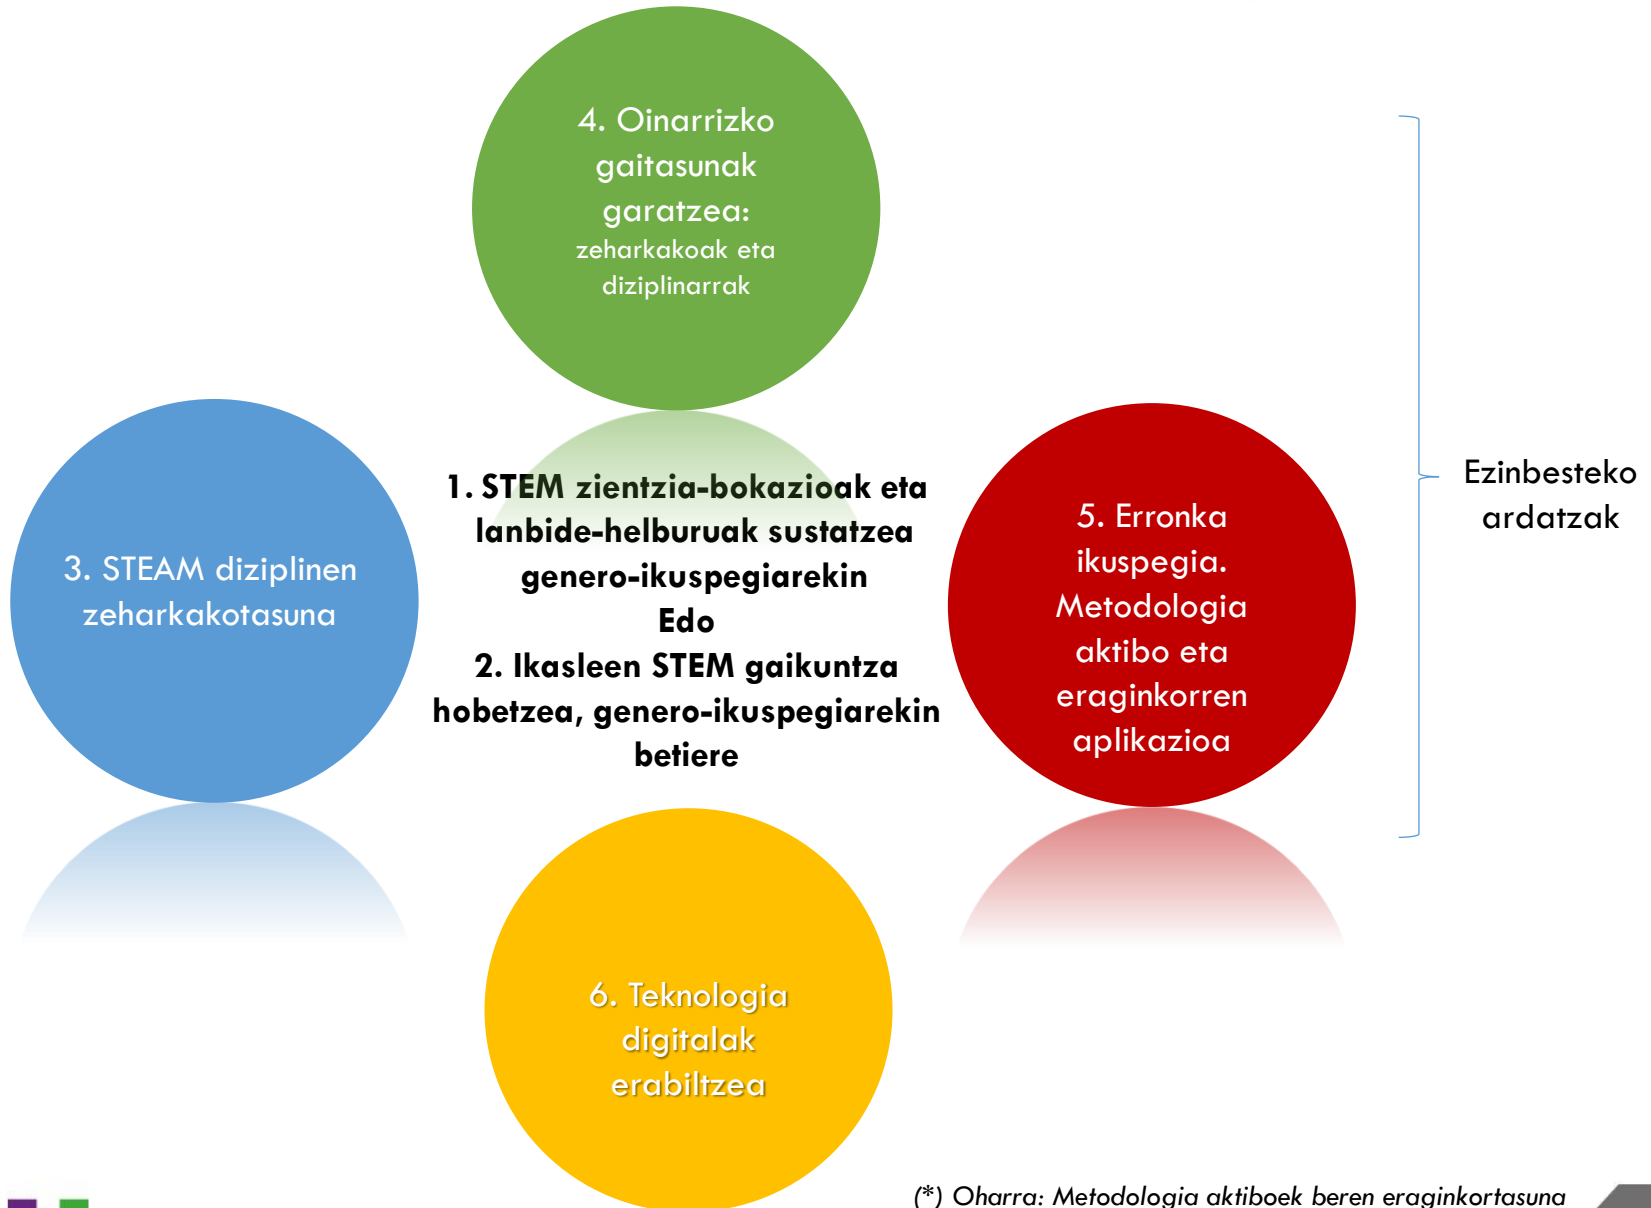 4. Oinarrizko
gaitasunak
garatzea:
zeharkakoak eta
diziplinarrak
3. STEAM diziplinen
zeharkakotasuna
1. STEM zientzia-bokazioak eta
lanbide-helburuak sustatzea
genero-ikuspegiarekin
Edo
2. Ikasleen STEM gaikuntza
hobetzea, genero-ikuspegiarekin
betiere
5. Erronka
ikuspegia.
Metodologia
aktibo eta
eraginkorren
aplikazioa
Ezinbesteko
ardatzak
6. Teknologia
digitalak
erabiltzea
(*) Oharra: Metodologia aktiboek beren eraginkortasuna